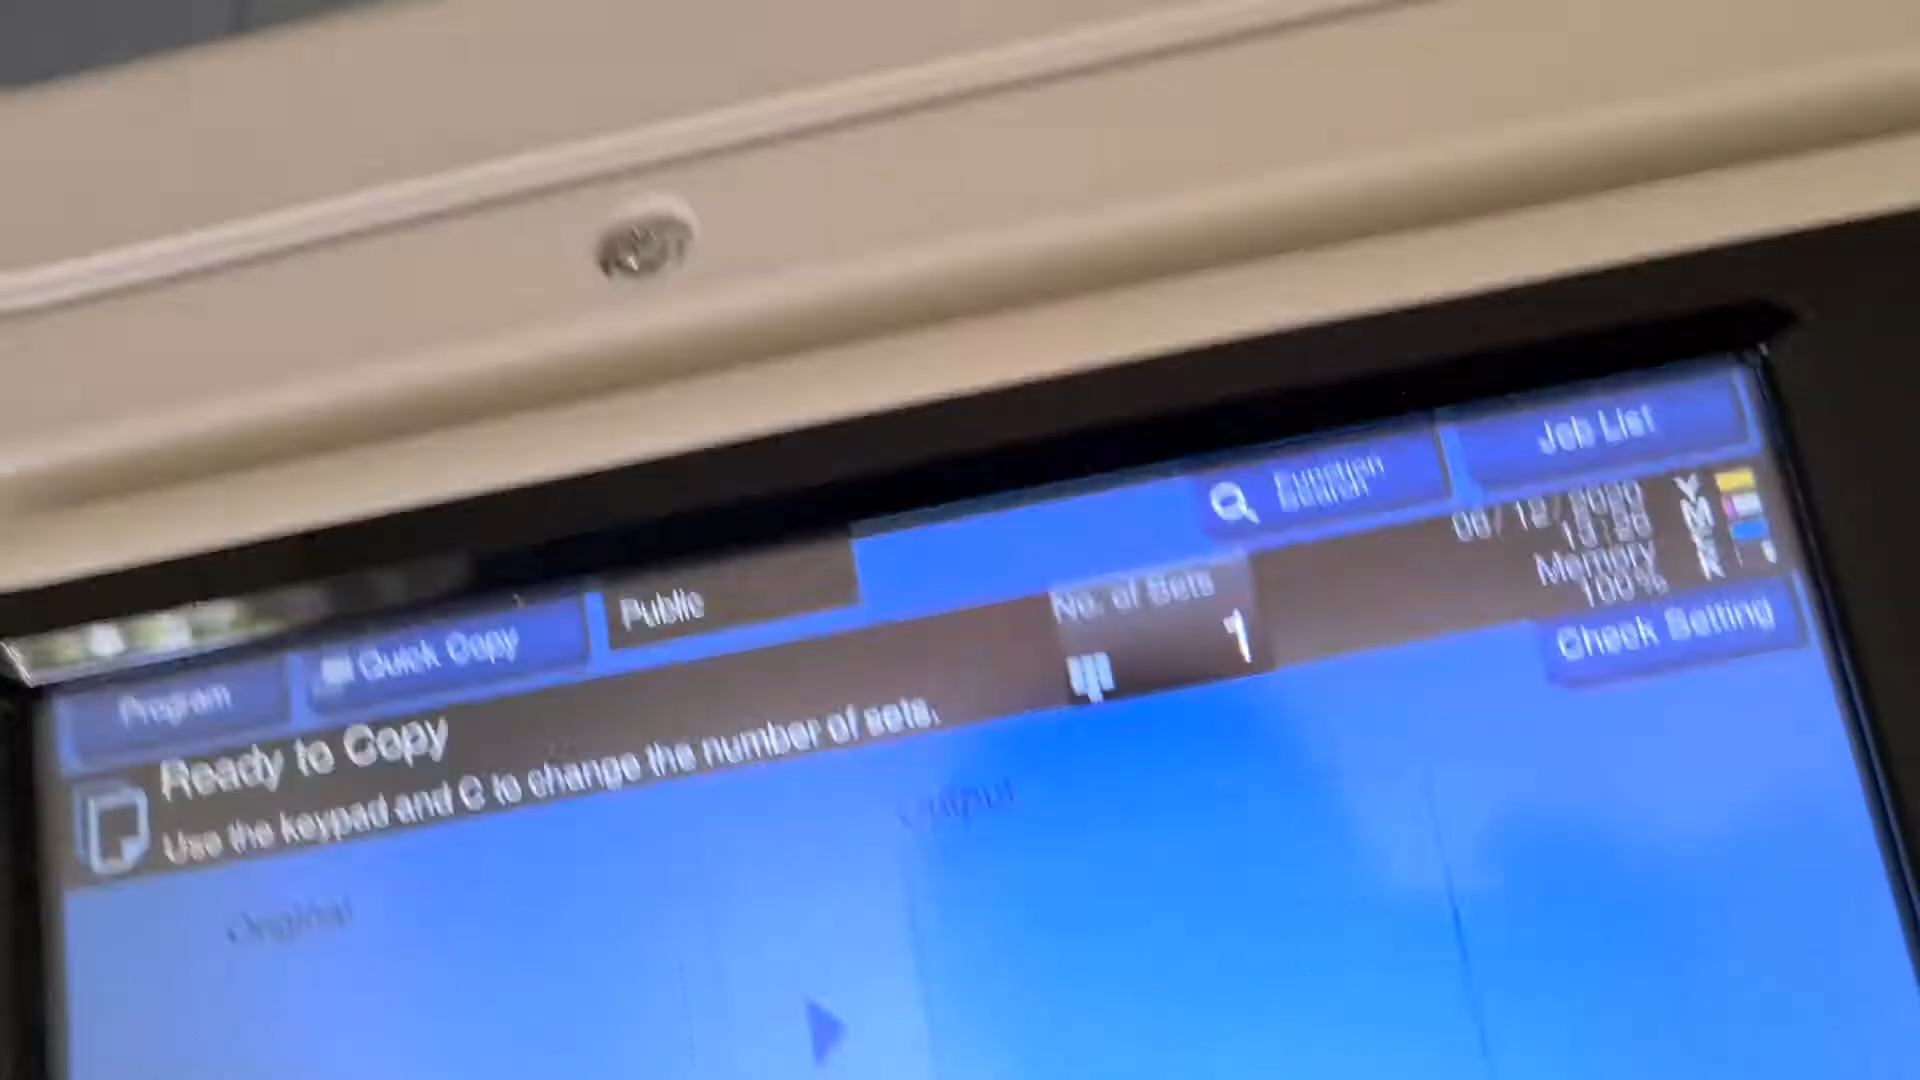 Job List
Function Search
Public
Quick Copy
Program
No. of Sets
1
Memory
100%
Y
M
K
Check Setting
Ready to Copy
Use the keypad and C to change the number of sets.
Output
Original